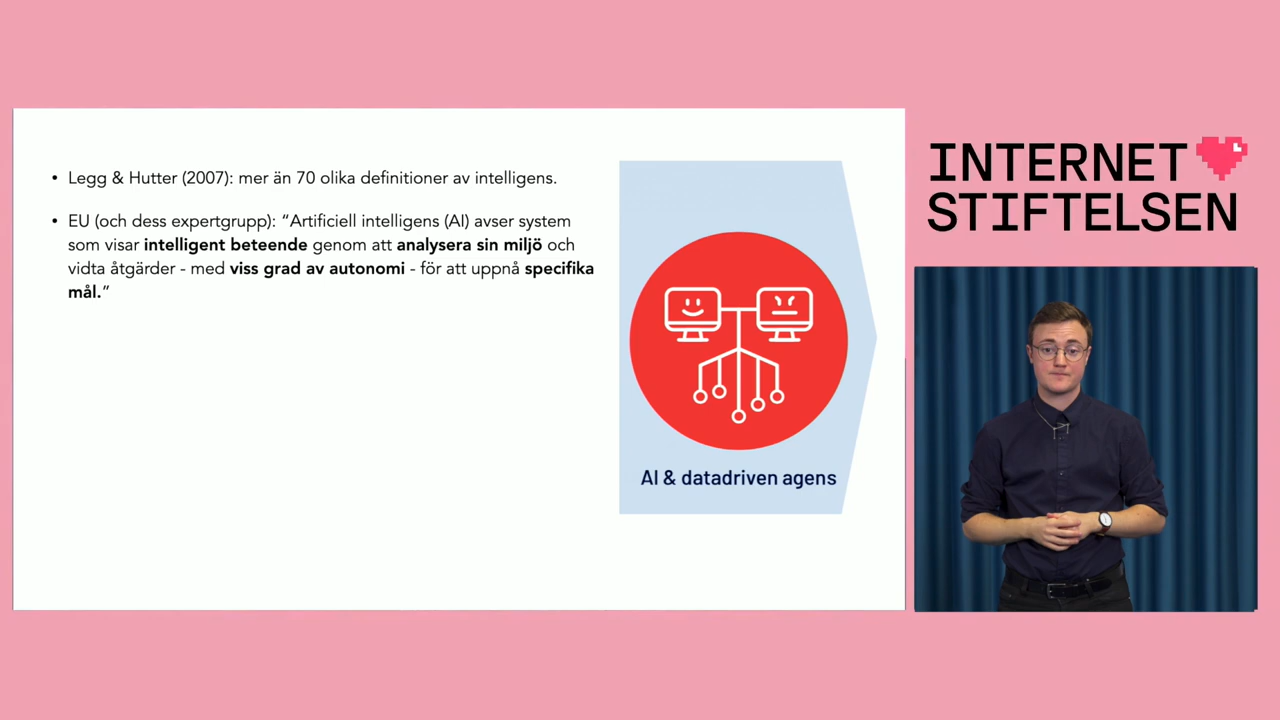 • Legg & Hutter (2007): mer än 70 olika definitioner av intelligens.
• EU (och dess expertgrupp): “Artificiell intelligens (AI) avser system
som visar intelligent beteende genom att analysera sin miljö och
vidta åtgärder - med viss grad av autonomi - för att uppnå specifika
mål.”
AI & datadriven agens
INTERNET
STIFTELSEN